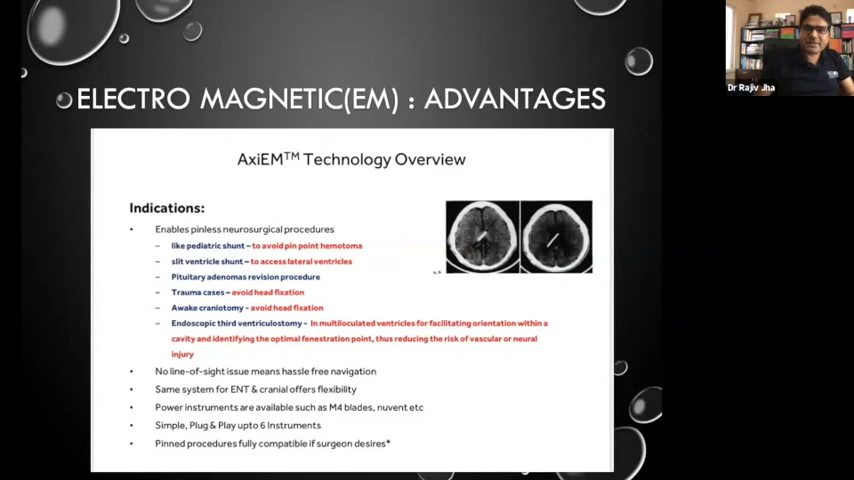 Dr Rajiv Jha
ELECTRO MAGNETIC(EM) : ADVANTAGES
AxiEM™ Technology Overview
Indications:
• Enables pinless neurosurgical procedures
– like pediatric shunt – to avoid pin point hemotoma
– slit ventricle shunt – to access lateral ventricles
– Pituitary adenomas revision procedure
– Trauma cases – avoid head fixation
– Awake craniotomy - avoid head fixation
– Endoscopic third ventriculostomy - In multiloculated ventricles for facilitating orientation within a
cavity and identifying the optimal fenestration point, thus reducing the risk of vascular or neural
injury
• No line-of-sight issue means hassle free navigation
• Same system for ENT & cranial offers flexibility
• Power instruments are available such as M4 blades, nuvent etc
• Simple, Plug & Play upto 6 Instruments
• Pinned procedures fully compatible if surgeon desires*